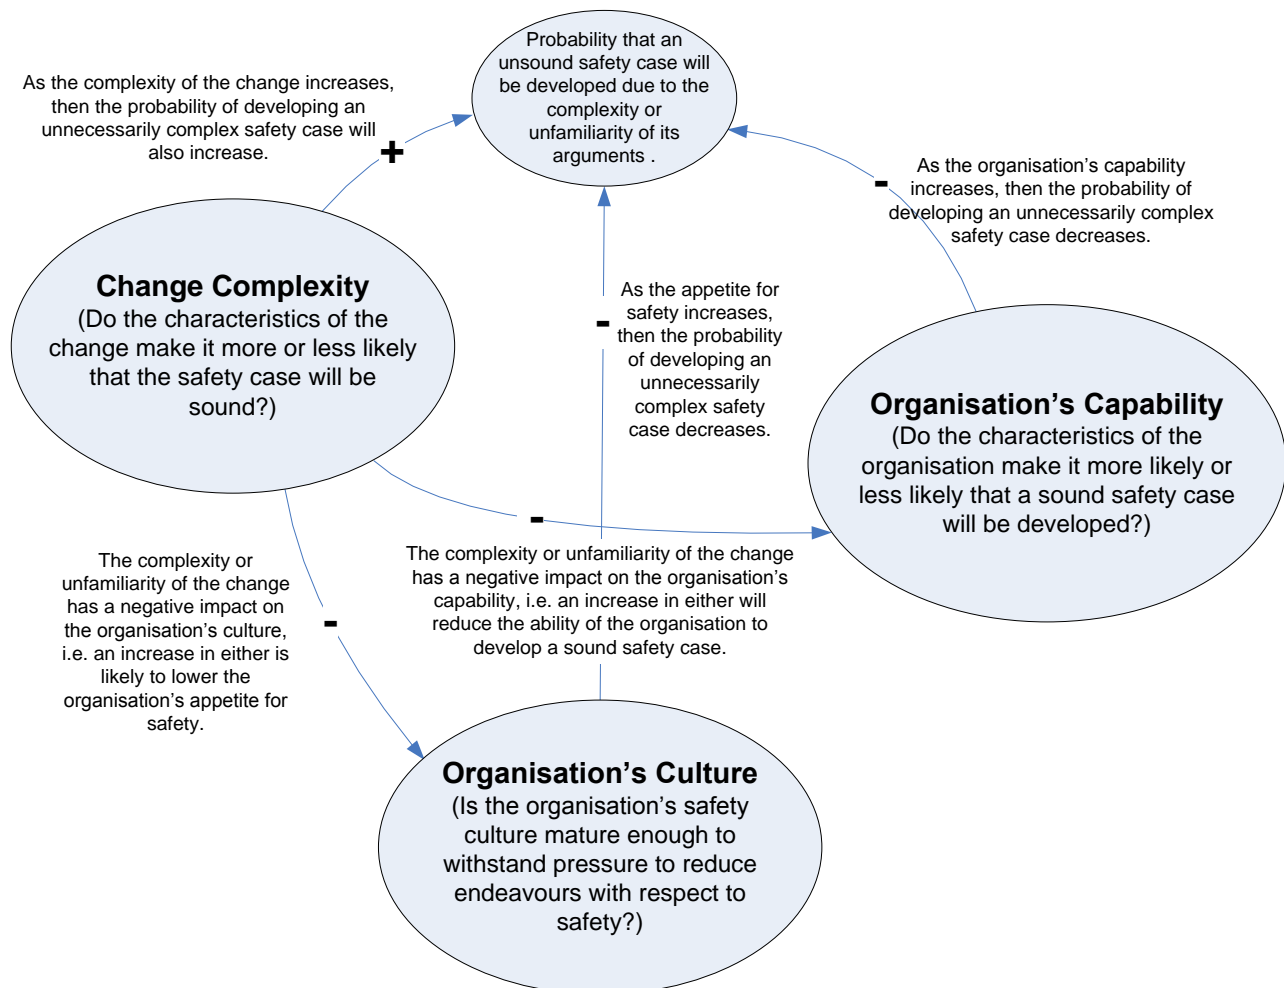 Probability that an
unsound safety case will
be developed due to the
complexity or
unfamiliarity of its
arguments .
As the complexity of the change increases,
then the probability of developing an
unnecessarily complex safety case will
also increase.
+
As the organisation’s capability
increases, then the probability of
developing an unnecessarily complex
safety case decreases.
-
Change Complexity
(Do the characteristics of the
change make it more or less likely
that the safety case will be
sound?)
As the appetite for
safety increases,
then the probability
of developing an
unnecessarily
complex safety
case decreases.
-
Organisation’s Capability
(Do the characteristics of the
organisation make it more likely or
less likely that a sound safety case
will be developed?)
-
The complexity or unfamiliarity of the change
has a negative impact on the organisation’s
capability, i.e. an increase in either will
reduce the ability of the organisation to
develop a sound safety case.
The complexity or
unfamiliarity of the change
has a negative impact on
the organisation’s culture,
i.e. an increase in either is
likely to lower the
organisation’s appetite for
safety.
-
Organisation’s Culture
(Is the organisation’s safety
culture mature enough to
withstand pressure to reduce
endeavours with respect to
safety?)